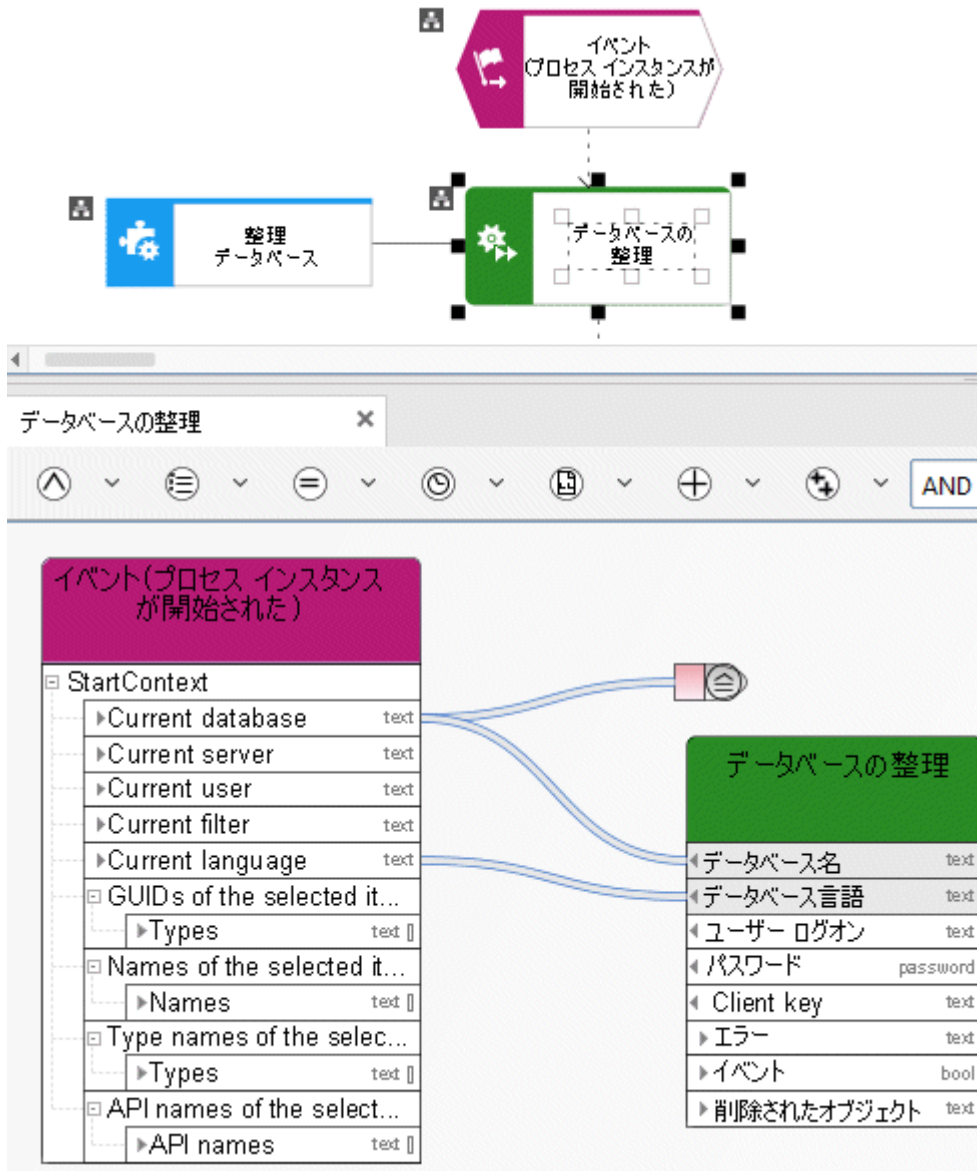 イベント
(プロセス インスタンスが
開始された)
整理
データベース
データベースの
整理
データベースの整理
AND
イベント(プロセス インスタンス
が開始された)
StartContext
Current database text
Current server text
Current user text
Current filter text
Current language text
GUIDs of the selected it...
Types text []
Names of the selected it...
Names text []
Type names of the selec...
Types text []
API names of the select...
API names text []
データベースの整理
データベース名 text
データベース言語 text
ユーザー ログオン text
パスワード password
Client key text
エラー text
イベント bool
削除されたオブジェクト text